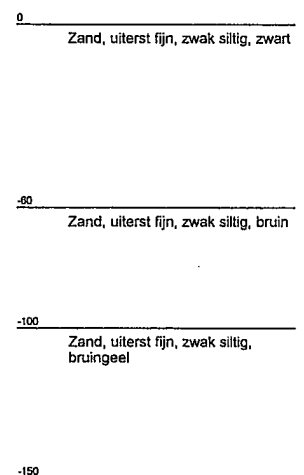 0
Zand, uiterst fijn, zwak siltig, zwart
-60
Zand, uiterst fijn, zwak siltig, bruin
-100
Zand, uiterst fijn, zwak siltig,
bruingeel
-150